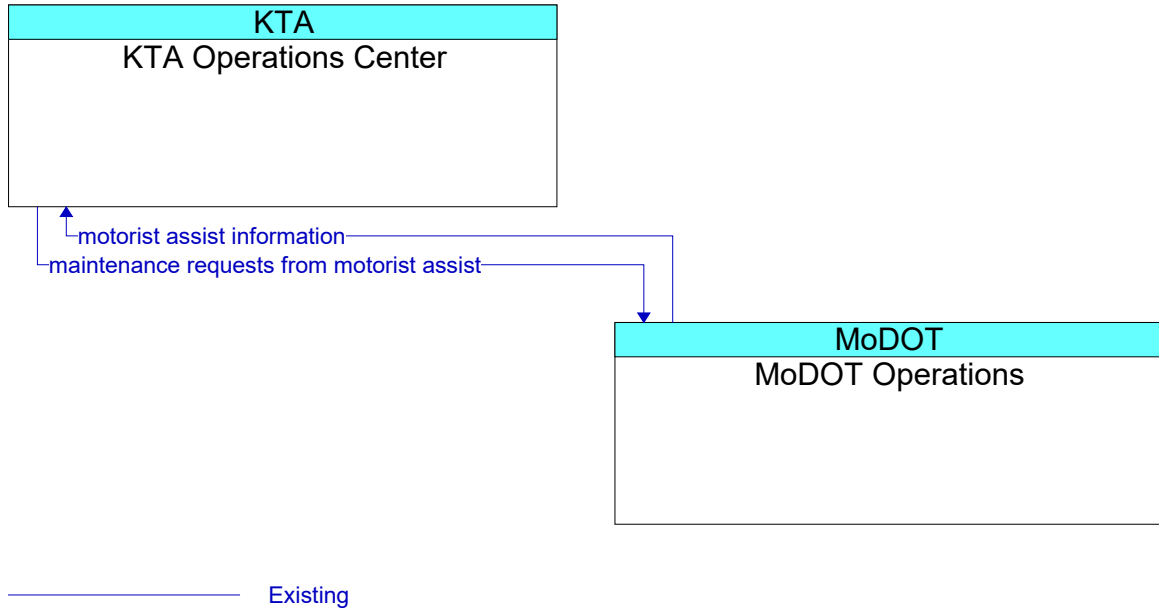 KTA
KTA Operations Center
motorist assist information
maintenance requests from motorist assist
MoDOT
MoDOT Operations
Existing